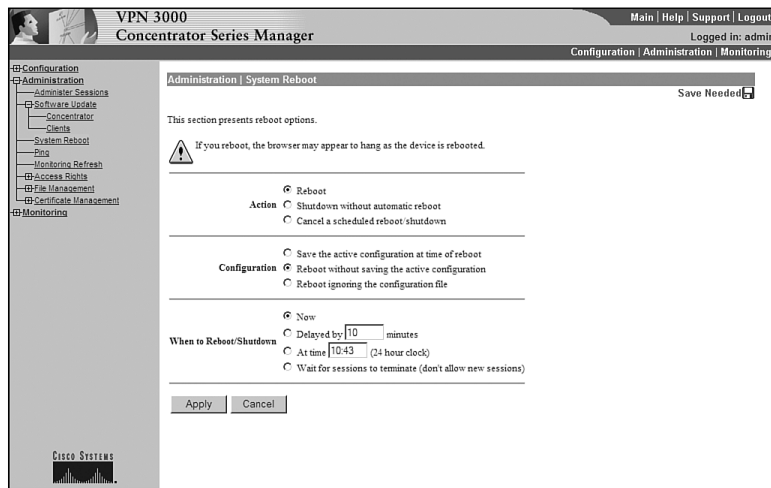 VPN 3000
Concentrator Series Manager
Main | Help | Support | Logout
Logged in: admin
Configuration | Administration | Monitoring
Configuration
Administration
Administer Sessions
Software Update
Concentrator
Clients
System Reboot
Ping
Monitoring Refresh
Access Rights
File Management
Certificate Management
Monitoring
Administration | System Reboot
Save Needed
This section presents reboot options.
If you reboot, the browser may appear to hang as the device is rebooted.
Action
Reboot
Shutdown without automatic reboot
Cancel a scheduled reboot/shutdown
Configuration
Save the active configuration at time of reboot
Reboot without saving the active configuration
Reboot ignoring the configuration file
When to Reboot/Shutdown
Now
Delayed by 10 minutes
At time 10:43 (24 hour clock)
Wait for sessions to terminate (don't allow new sessions)
Apply Cancel
CISCO SYSTEMS